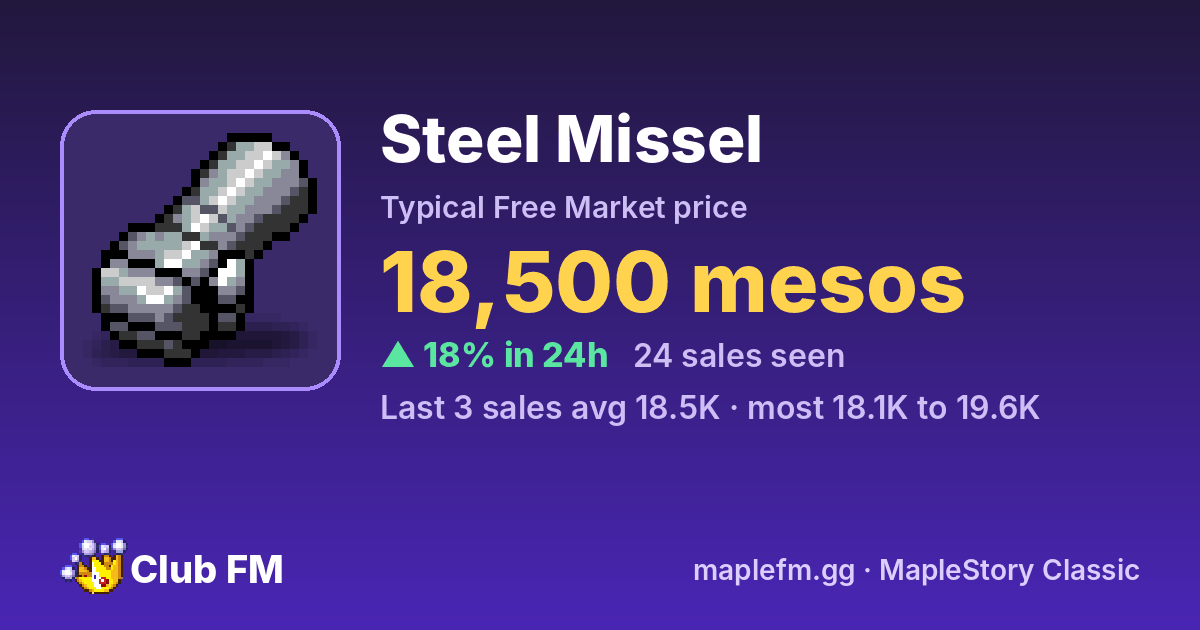 Steel Missel
Typical Free Market price
18,500 mesos
▲ 18% in 24h 24 sales seen
Last 3 sales avg 18.5K · most 18.1K to 19.6K
Club FM
maplefm.gg · MapleStory Classic